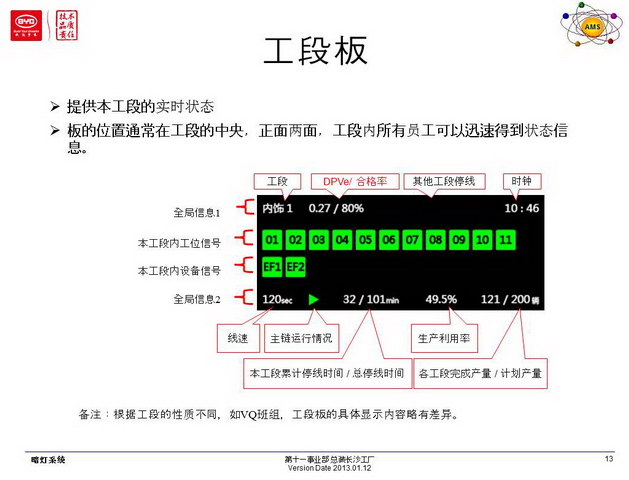 BYD
技术
品质
责任
AMS
工段板
提供本工段的实时状态
板的位置通常在工段的中央，正面两面，工段内所有员工可以迅速得到状态信
息。
工段
DPVe/ 合格率
其他工段停线
时钟
全局信息1
内饰 1
0.27 / 80%
10 : 46
本工段内工位信号
01 02 03 04 05 06 07 08 09 10 11
本工段内设备信号
EF1 EF2
全局信息2
120sec
32 / 101min
49.5%
121 / 200 辆
线速
主链运行情况
生产利用率
本工段累计停线时间 / 总停线时间
各工段完成产量 / 计划产量
备注：根据工段的性质不同，如VQ班组，工段板的具体显示内容略有差异。
暗灯系统
第十一事业部总装长沙工厂
Version Date 2013.01.12
13